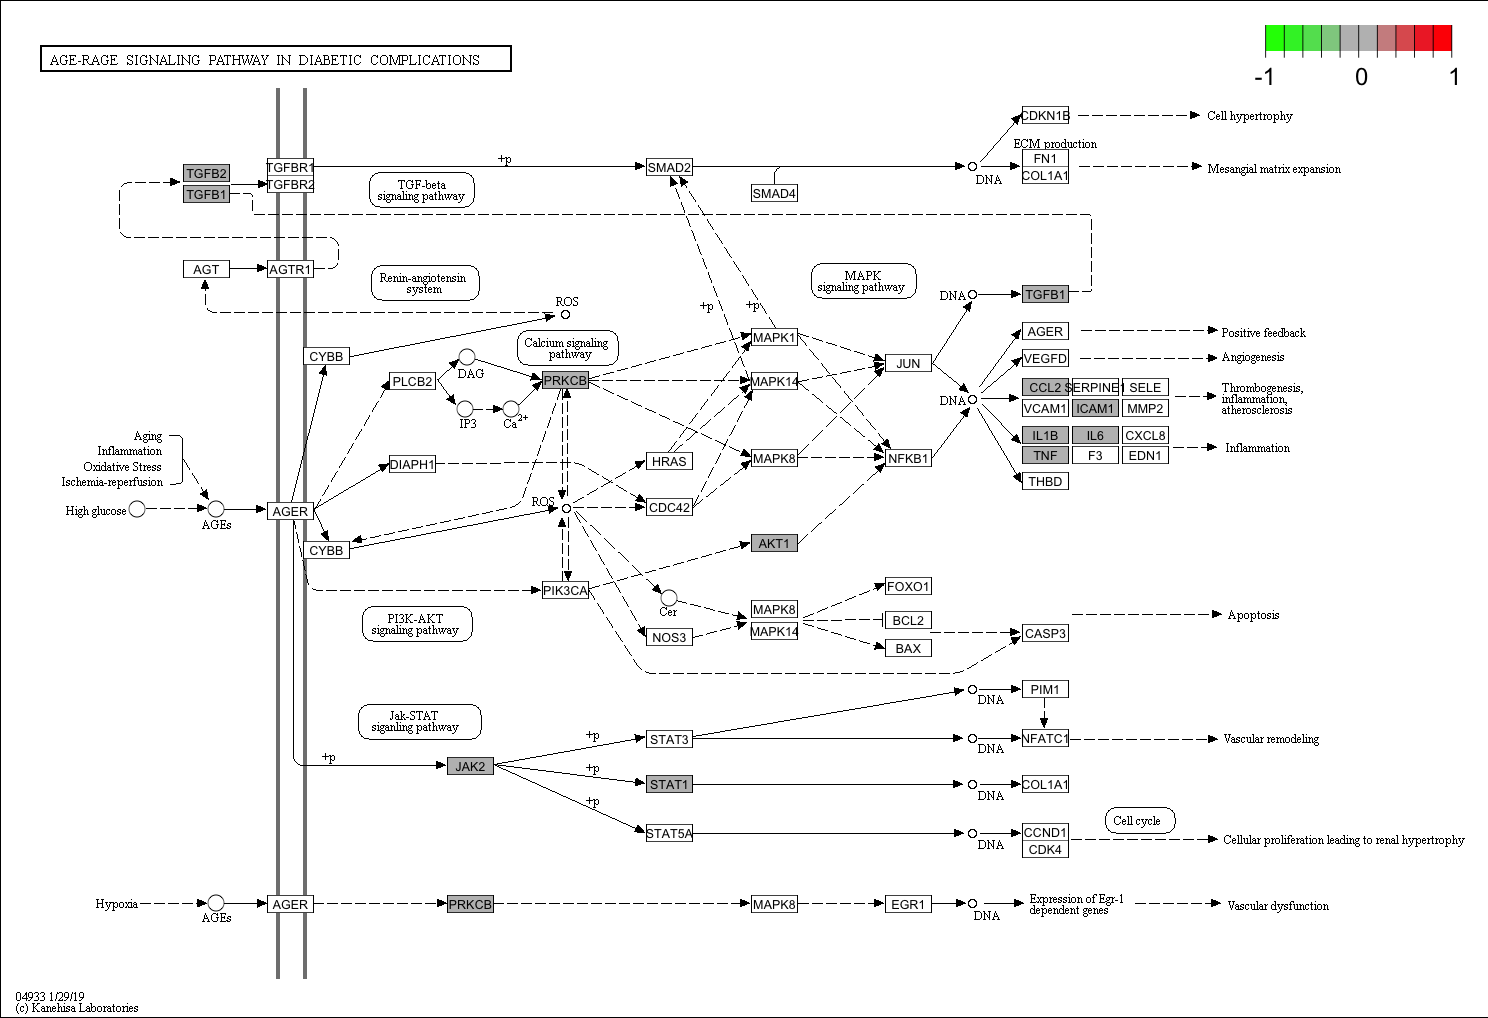 AGE-RAGE SIGNALING PATHWAY IN DIABETIC COMPLICATIONS
-1 0 1
CDKN1B
Cell hypertrophy
ECM production
TGFB2
TGFB1
TGFBR1
TGFBR2
+p
TGF-beta
signaling pathway
SMAD2
SMAD4
DNA
FN1
COL1A1
Mesangial matrix expansion
AGT
AGTR1
Renin-angiotensin
system
ROS
+p
+p
MAPK
signaling pathway
DNA
TGFB1
CYBB
Calcium signaling
pathway
MAPK1
JUN
AGER
Positive feedback
VEGFD
Angiogenesis
PLCB2
DAG
IP3
Ca2+
PRKCB
MAPK14
DNA
CCL2
SERPINE1
SELE
VCAM1
ICAM1
MMP2
Thrombogenesis,
inflammation,
atherosclerosis
IL1B
IL6
CXCL8
TNF
F3
EDN1
Inflammation
THBD
Aging
Inflammation
Oxidative Stress
Ischemia-reperfusion
High glucose
AGEs
AGER
DIAPH1
HRAS
MAPK8
NFKB1
ROS
CDC42
CYBB
AKT1
PIK3CA
PI3K-AKT
signaling pathway
Cer
NOS3
MAPK8
MAPK14
FOXO1
BCL2
BAX
CASP3
Apoptosis
Jak-STAT
siganling pathway
+p
JAK2
+p
+p
+p
STAT3
STAT1
STAT5A
DNA
PIM1
DNA
NFATC1
Vascular remodeling
DNA
COL1A1
Cell cycle
DNA
CCND1
CDK4
Cellular proliferation leading to renal hypertrophy
Hypoxia
AGEs
AGER
PRKCB
MAPK8
EGR1
DNA
Expression of Egr-1
dependent genes
Vascular dysfunction
04933 1/29/19
(c) Kanehisa Laboratories